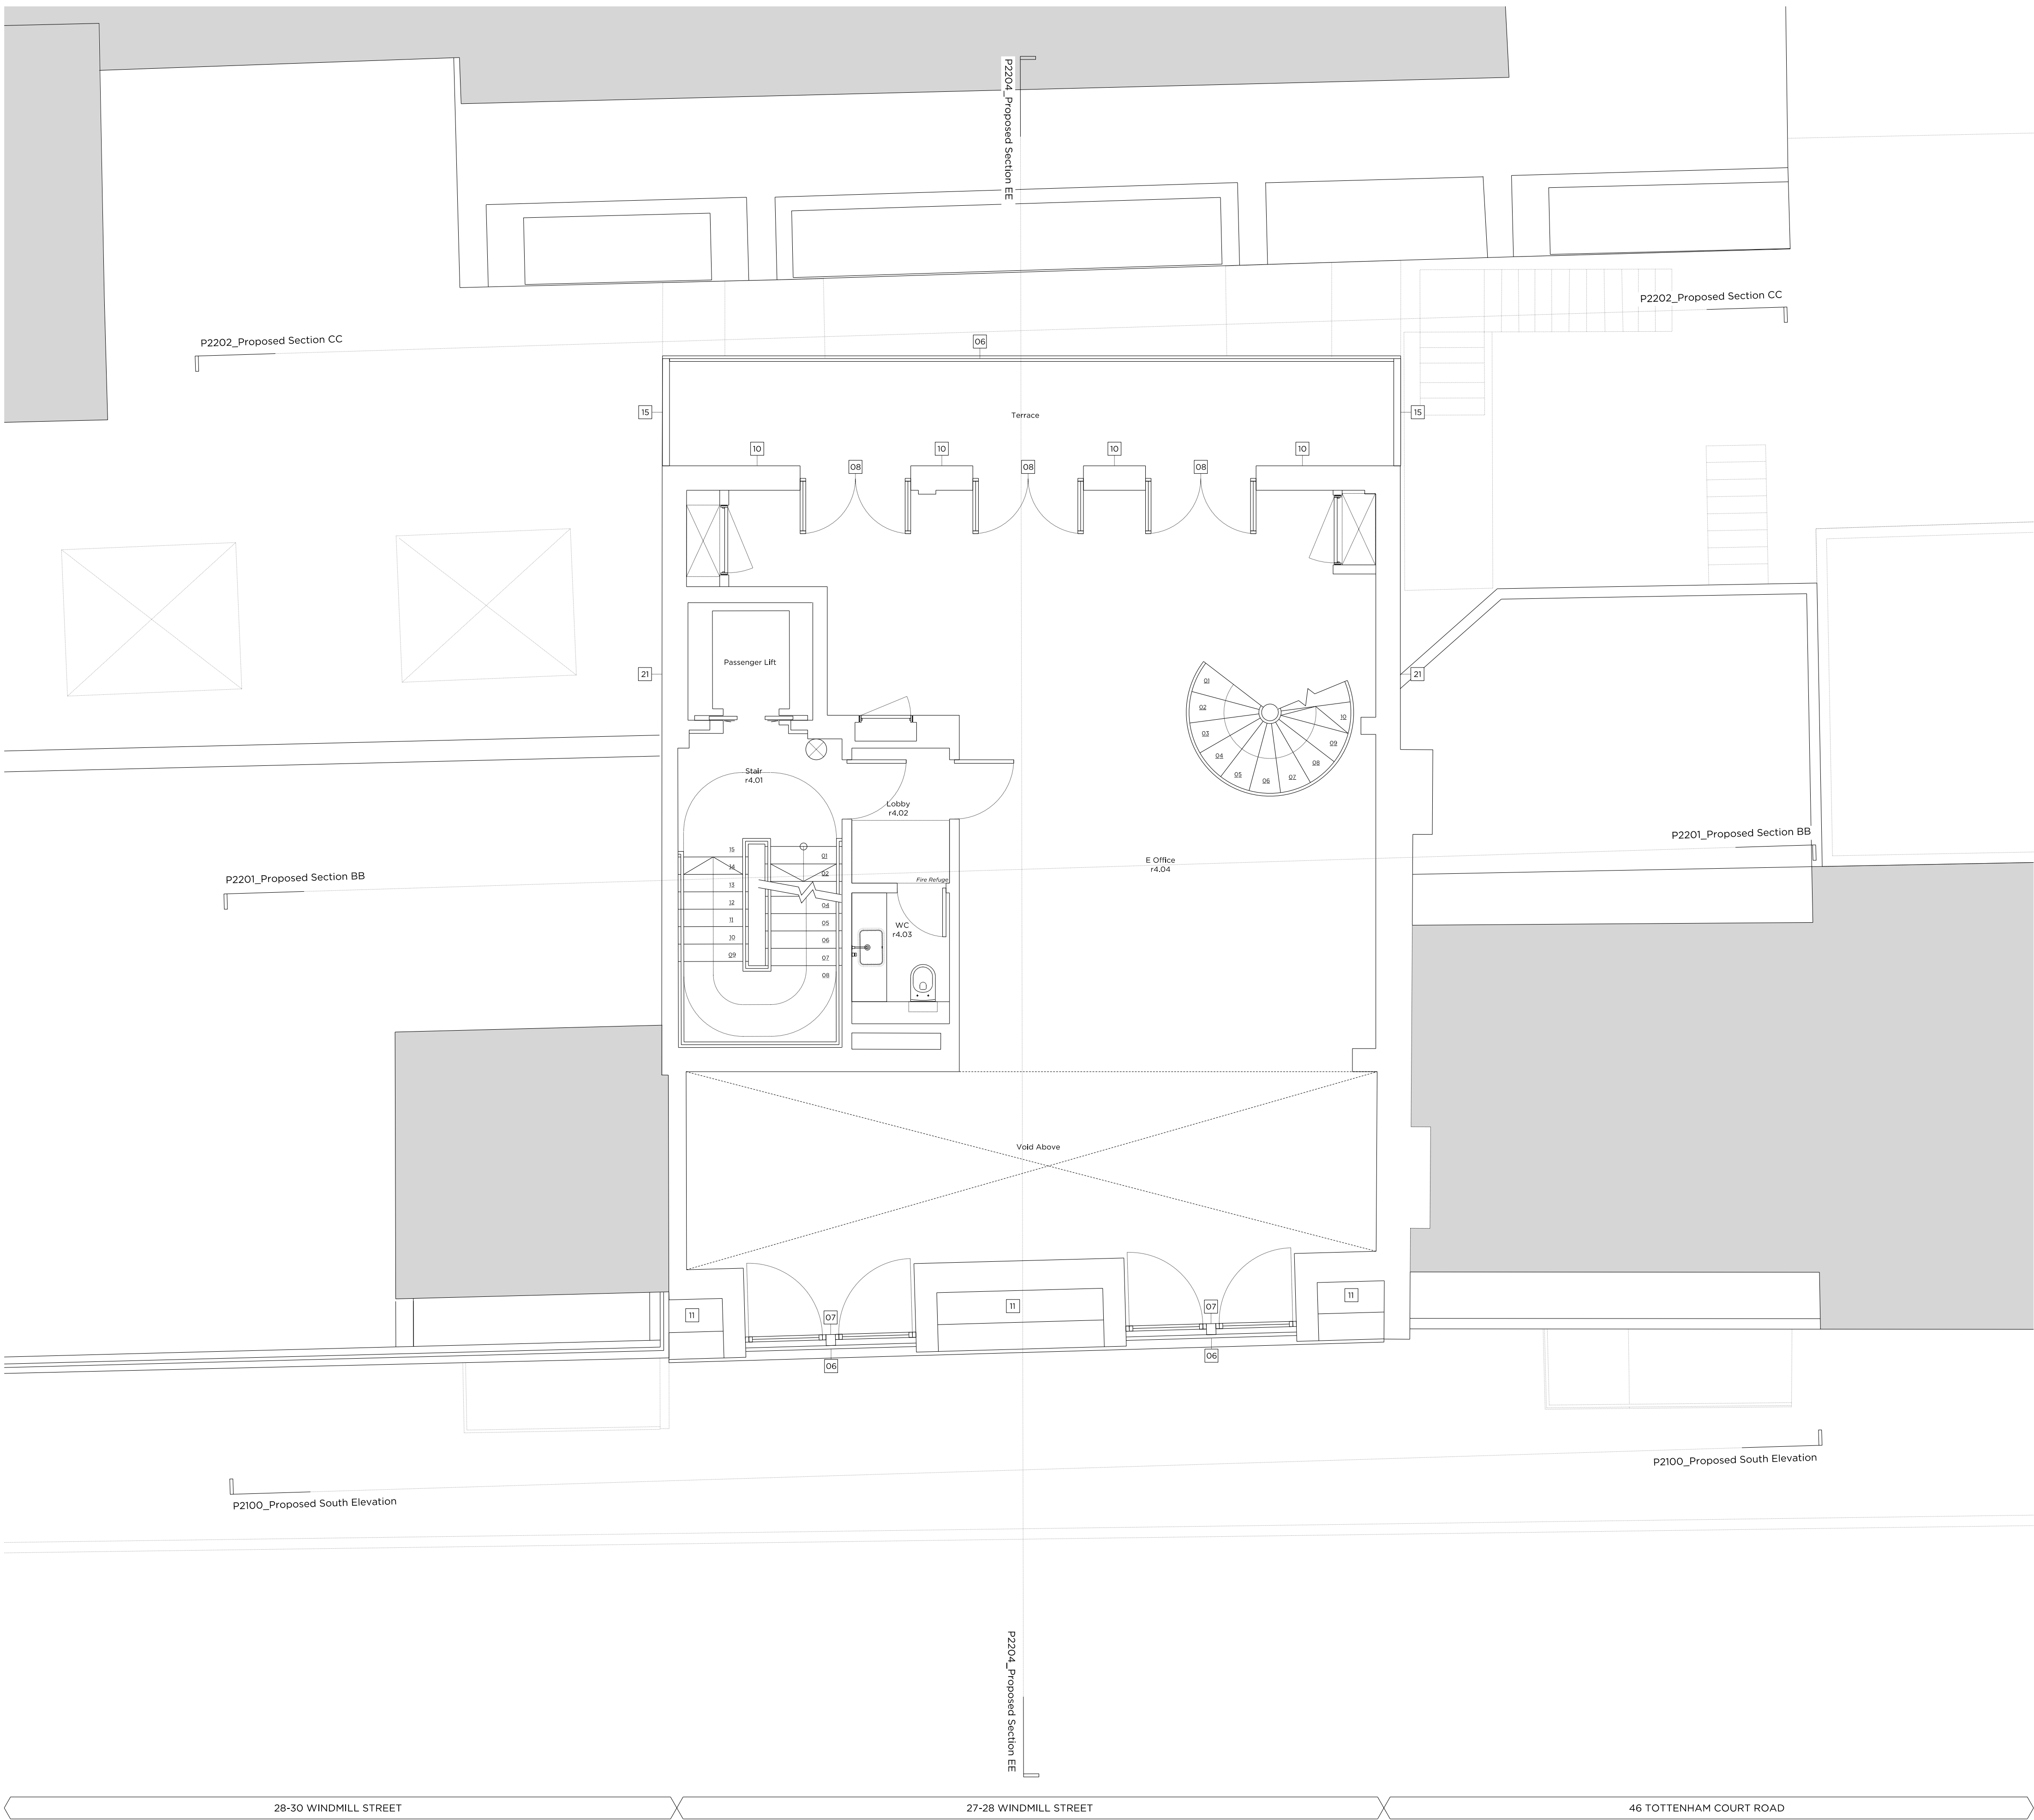 P2204_Proposed Section EE
P2202_Proposed Section CC
P2202_Proposed Section CC
06
15
Terrace
15
10
10
10
10
08
08
08
Passenger Lift
21
21
01
02
03
04
05
06
07
08
09
10
Stair
r4.01
Lobby
r4.02
P2201_Proposed Section BB
P2201_Proposed Section BB
E Office
r4.04
15
14
13
12
11
10
09
01
02
04
05
06
07
08
Fire Refuge
WC
r4.03
Void Above
11
07
11
07
11
06
06
P2100_Proposed South Elevation
P2100_Proposed South Elevation
P2204_Proposed Section EE
28-30 WINDMILL STREET
27-28 WINDMILL STREET
46 TOTTENHAM COURT ROAD